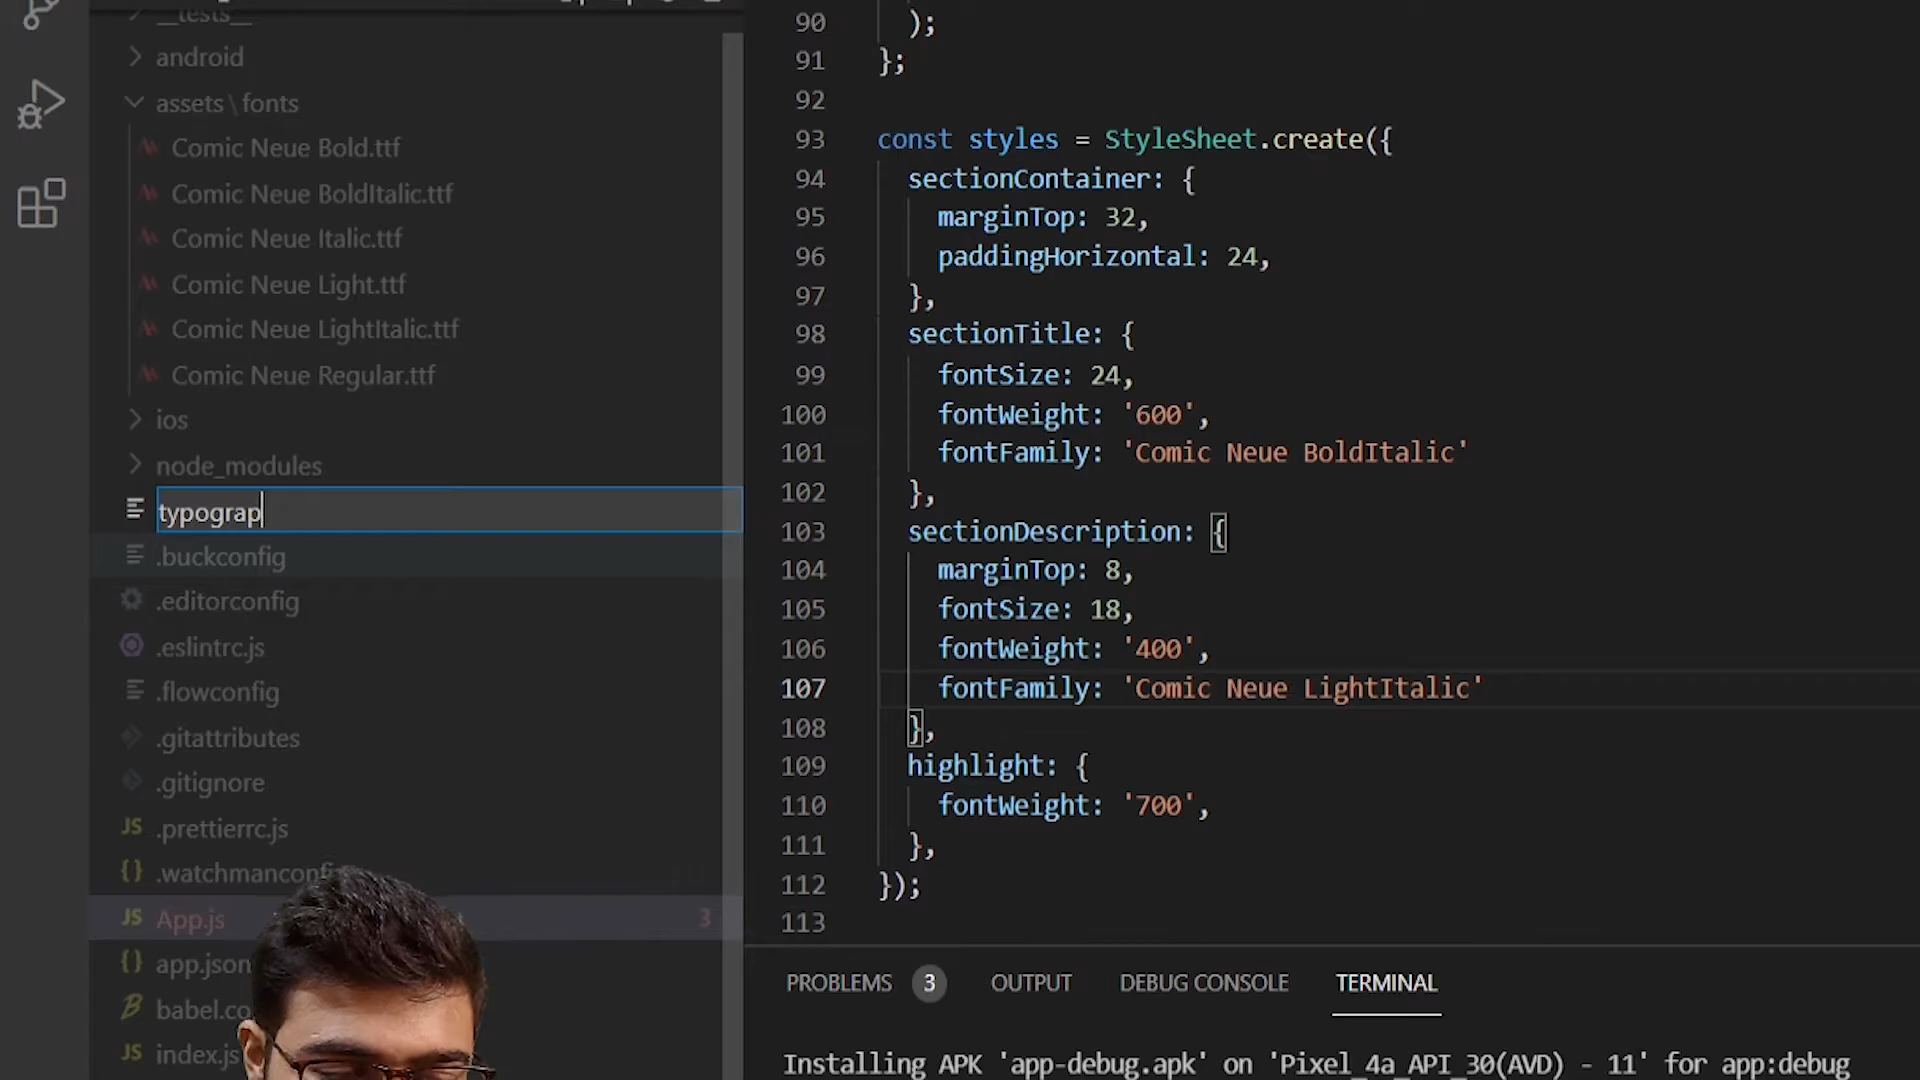 __tests__
android
assets\fonts
Comic Neue Bold.ttf
Comic Neue BoldItalic.ttf
Comic Neue Italic.ttf
Comic Neue Light.ttf
Comic Neue LightItalic.ttf
Comic Neue Regular.ttf
ios
node_modules
typograp
.buckconfig
.editorconfig
.eslintrc.js
.flowconfig
.gitattributes
.gitignore
JS .prettierrc.js
{} .watchmanconfi
JS App.js 3
{} app.json
babel.co
JS index.js
90 );
91 };
92
93 const styles = StyleSheet.create({
94 sectionContainer: {
95 marginTop: 32,
96 paddingHorizontal: 24,
97 },
98 sectionTitle: {
99 fontSize: 24,
100 fontWeight: '600',
101 fontFamily: 'Comic Neue BoldItalic'
102 },
103 sectionDescription: {
104 marginTop: 8,
105 fontSize: 18,
106 fontWeight: '400',
107 fontFamily: 'Comic Neue LightItalic'
108 },
109 highlight: {
110 fontWeight: '700',
111 },
112 });
113
PROBLEMS 3 OUTPUT DEBUG CONSOLE TERMINAL
Installing APK 'app-debug.apk' on 'Pixel_4a_API_30(AVD) - 11' for app:debug